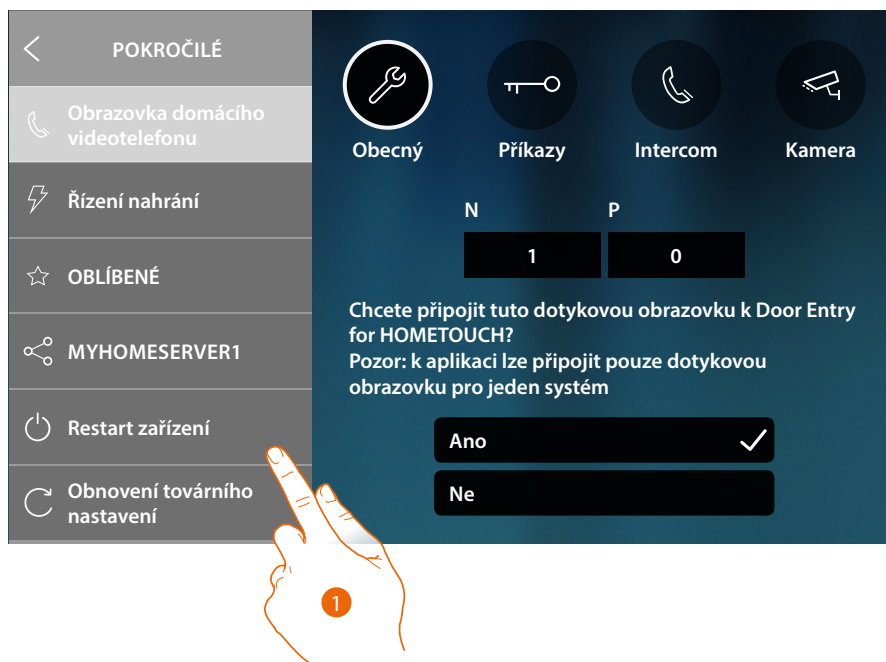 POKROČILÉ
Obrazovka domácího
videotelefonu
Řízení nahrání
OBLÍBENÉ
MYHOMESERVER1
Restart zařízení
Obnovení továrního
nastavení
Obecný
Příkazy
Intercom
Kamera
N
P
1
0
Chcete připojit tuto dotykovou obrazovku k Door Entry
for HOMETOUCH?
Pozor: k aplikaci lze připojit pouze dotykovou
obrazovku pro jeden systém
Ano
Ne
1